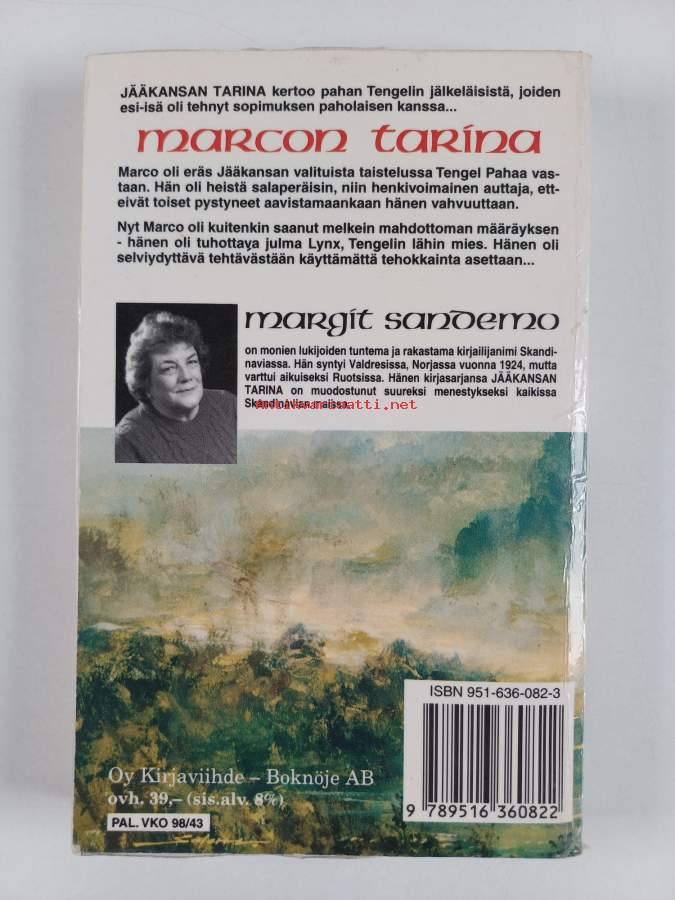 JÄÄKANSAN TARINA kertoo pahan Tengelin jälkeläisistä, joiden
esi-isä oli tehnyt sopimuksen paholaisen kanssa...
marcon tarina
Marco oli eräs Jääkansan valituista taistelussa Tengel Pahaa vas-
taan. Hän oli heistä salaperäisin, niin henkivoimainen auttaja, ett-
eivät toiset pystyneet aavistamaankaan hänen vahvuuttaan.
Nyt Marco oli kuitenkin saanut melkein mahdottoman määräyksen
- hänen oli tuhottava julma Lynx, Tengelin lähin mies. Hänen oli
selviydyttävä tehtävästään käyttämättä tehokkainta asettaan...
margit sandemo
on monien lukijoiden tuntema ja rakastama kirjailijanimi Skandi-
naviassa. Hän syntyi Valdresissa, Norjassa vuonna 1924, mutta
varttui aikuiseksi Ruotsissa. Hänen kirjasarjansa JÄÄKANSAN
TARINA on muodostunut suureksi menestykseksi kaikissa
Skandinavian maissa.
antikvariaatti.net
ISBN 951-636-082-3
9 789516 360822
Oy Kirjaviihde – Boknöje AB
ovh. 39,– (sis.alv. 8%)
PAL. VKO 98/43